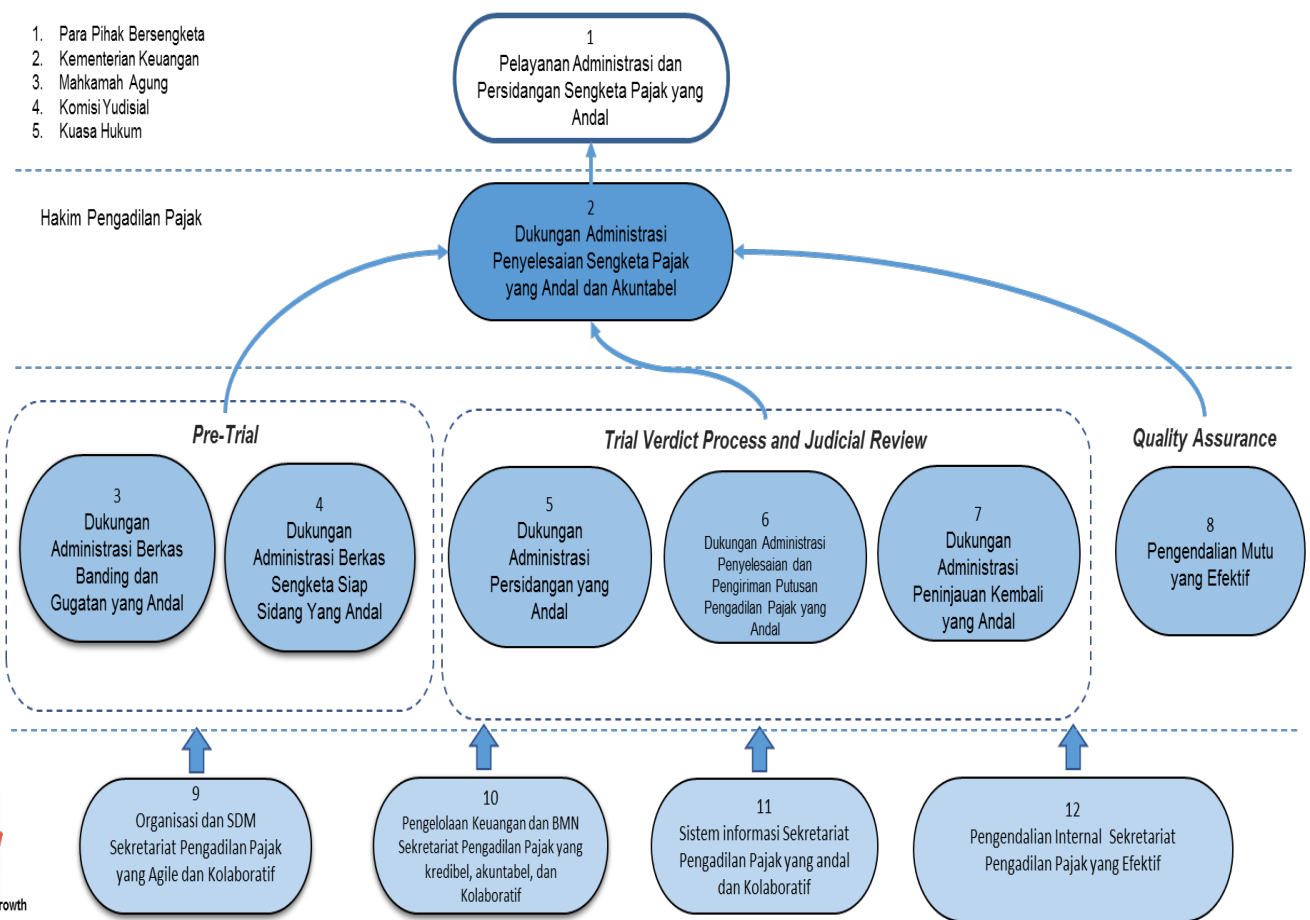 1. Para Pihak Bersengketa
2. Kementerian Keuangan
3. Mahkamah Agung
4. Komisi Yudisial
5. Kuasa Hukum
1
Pelayanan Administrasi dan
Persidangan Sengketa Pajak yang
Andal
Hakim Pengadilan Pajak
2
Dukungan Administrasi
Penyelesaian Sengketa Pajak
yang Andal dan Akuntabel
Pre-Trial
3
Dukungan
Administrasi Berkas
Banding dan
Gugatan yang Andal
4
Dukungan
Administrasi Berkas
Sengketa Siap
Sidang Yang Andal
Trial Verdict Process and Judicial Review
5
Dukungan
Administrasi
Persidangan yang
Andal
6
Dukungan Administrasi
Penyelesaian dan
Pengiriman Putusan
Pengadilan Pajak yang
Andal
7
Dukungan
Administrasi
Peninjauan Kembali
yang Andal
Quality Assurance
8
Pengendalian Mutu
yang Efektif
9
Organisasi dan SDM
Sekretariat Pengadilan Pajak
yang Agile dan Kolaboratif
10
Pengelolaan Keuangan dan BMN
Sekretariat Pengadilan Pajak yang
kredibel, akuntabel, dan
Kolaboratif
11
Sistem informasi Sekretariat
Pengadilan Pajak yang andal
dan Kolaboratif
12
Pengendalian Internal Sekretariat
Pengadilan Pajak yang Efektif